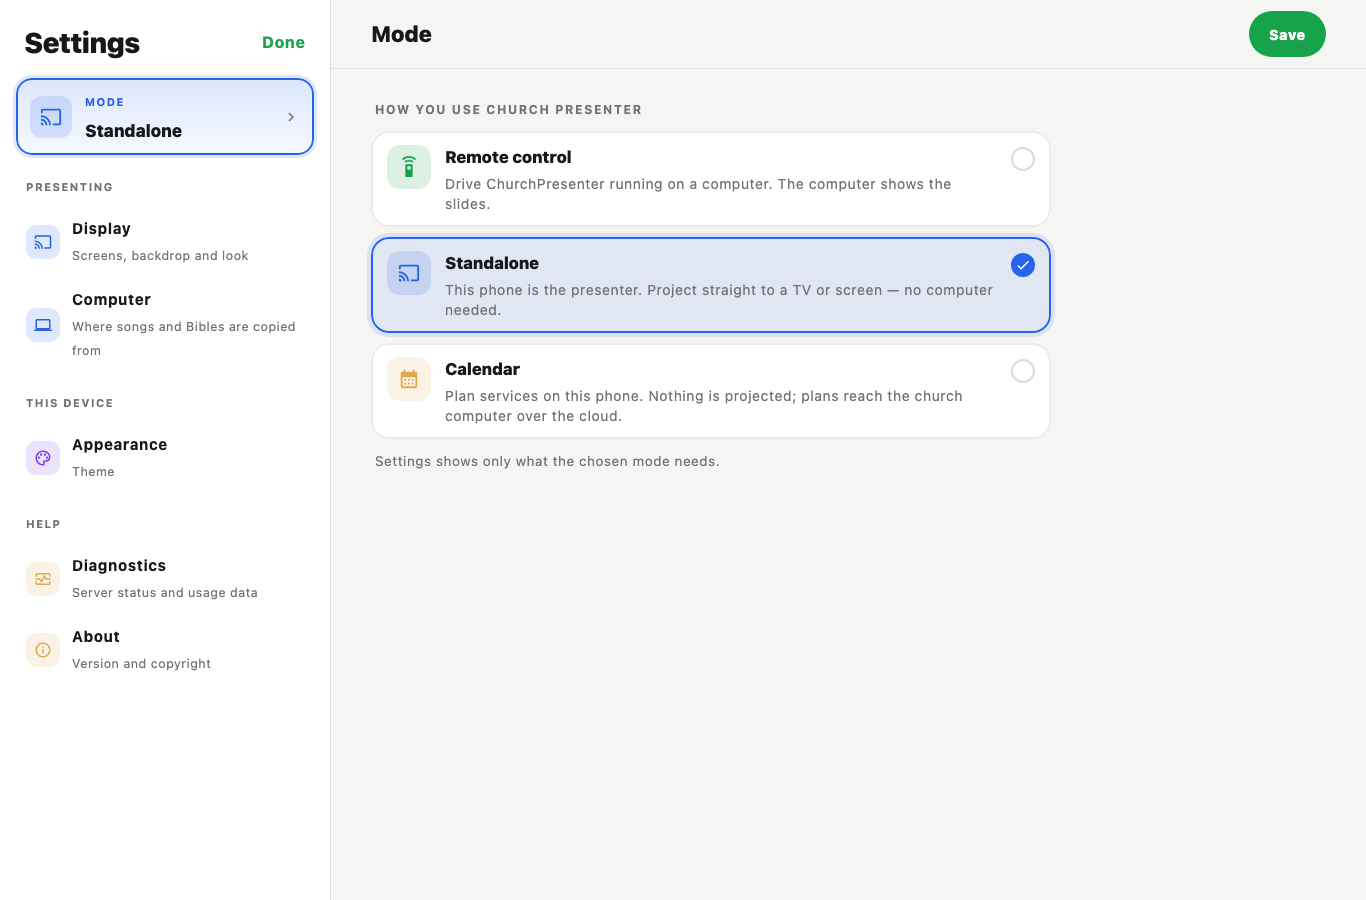 Settings
Done
MODE
Standalone
PRESENTING
Display
Screens, backdrop and look
Computer
Where songs and Bibles are copied
from
THIS DEVICE
Appearance
Theme
HELP
Diagnostics
Server status and usage data
About
Version and copyright
Mode
Save
HOW YOU USE CHURCH PRESENTER
Remote control
Drive ChurchPresenter running on a computer. The computer shows the
slides.
Standalone
This phone is the presenter. Project straight to a TV or screen — no computer
needed.
Calendar
Plan services on this phone. Nothing is projected; plans reach the church
computer over the cloud.
Settings shows only what the chosen mode needs.